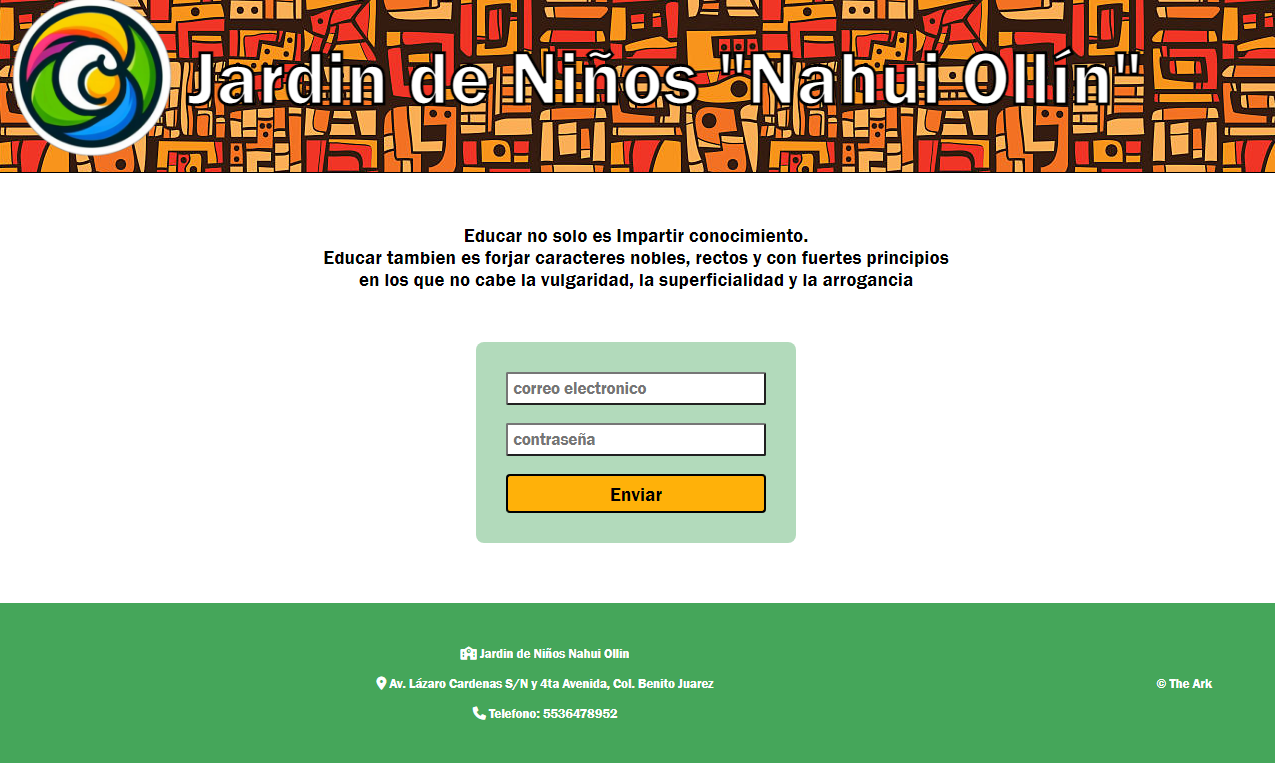 Jardin de Niños "Nahui Ollín"
Educar no solo es Impartir conocimiento.
Educar tambien es forjar caracteres nobles, rectos y con fuertes principios
en los que no cabe la vulgaridad, la superficialidad y la arrogancia
correo electronico
contraseña
Enviar
Jardin de Niños Nahui Ollin
Av. Lázaro Cardenas S/N y 4ta Avenida, Col. Benito Juarez
© The Ark
Telefono: 5536478952